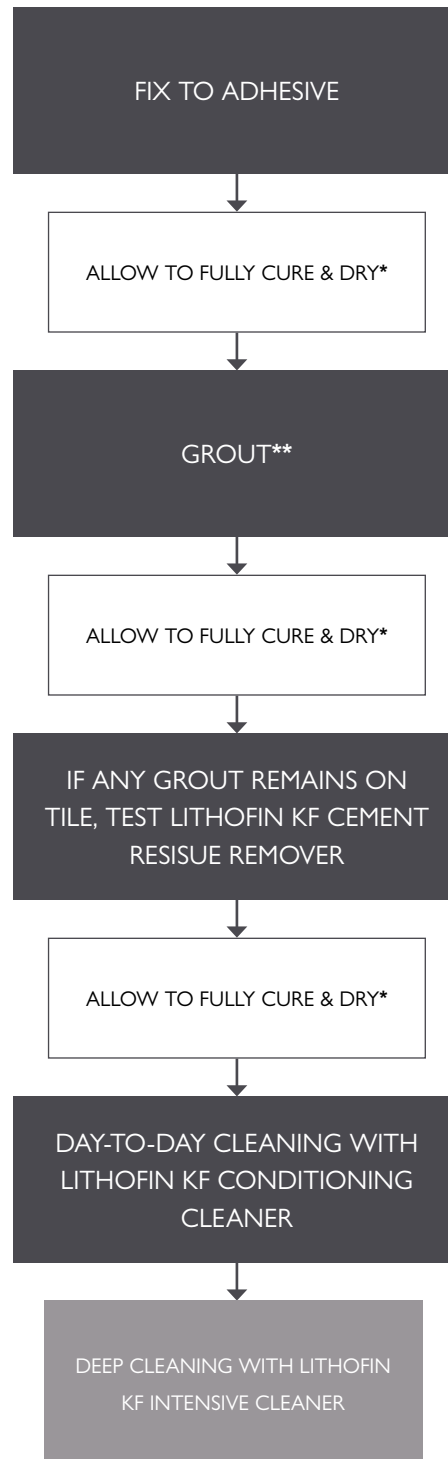 FIX TO ADHESIVE
ALLOW TO FULLY CURE & DRY*
GROUT**
ALLOW TO FULLY CURE & DRY*
IF ANY GROUT REMAINS ON
TILE, TEST LITHOFIN KF CEMENT
RESISUE REMOVER
ALLOW TO FULLY CURE & DRY*
DAY-TO-DAY CLEANING WITH
LITHOFIN KF CONDITIONING
CLEANER
DEEP CLEANING WITH LITHOFIN
KF INTENSIVE CLEANER